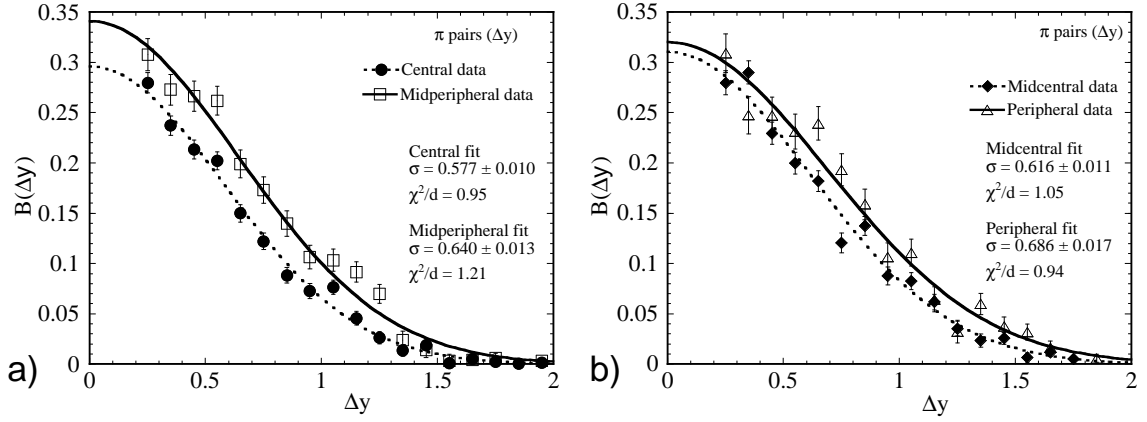 0.35
0.3
0.25
0.2
0.15
0.1
0.05
0
B(Δy)
π pairs (Δy)
Central data
Midperipheral data
Central fit
σ = 0.577 ± 0.010
χ²/d = 0.95
Midperipheral fit
σ = 0.640 ± 0.013
χ²/d = 1.21
0 0.5 1 1.5 2
Δy
a)
0.35
0.3
0.25
0.2
0.15
0.1
0.05
0
B(Δy)
π pairs (Δy)
Midcentral data
Peripheral data
Midcentral fit
σ = 0.616 ± 0.011
χ²/d = 1.05
Peripheral fit
σ = 0.686 ± 0.017
χ²/d = 0.94
0 0.5 1 1.5 2
Δy
b)